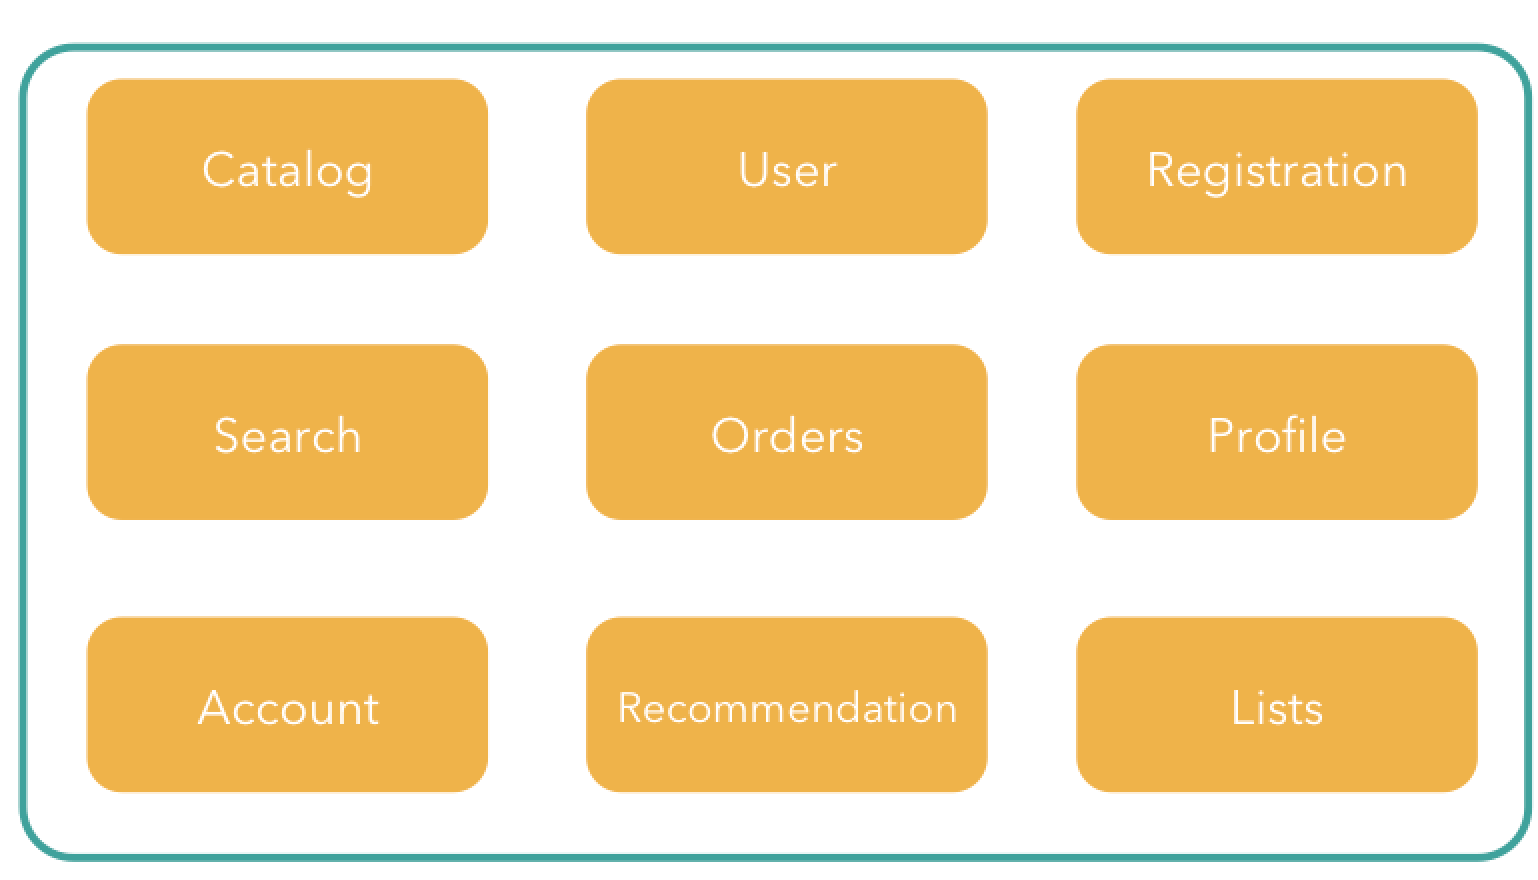 Catalog
User
Registration
Search
Orders
Profile
Account
Recommendation
Lists